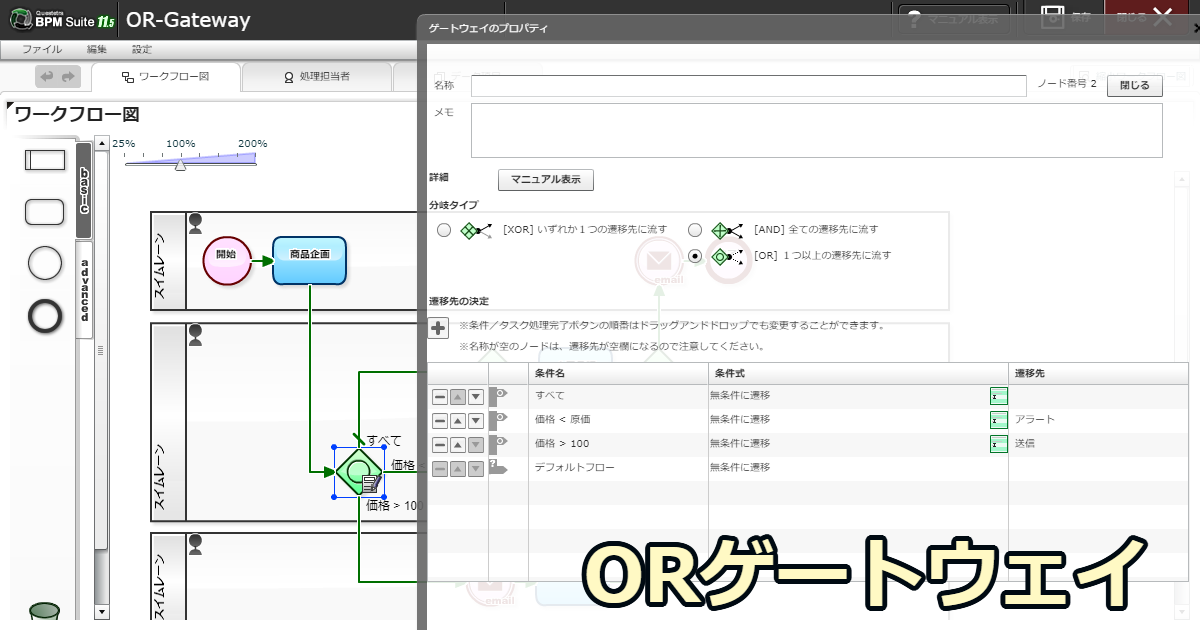 Questetra
BPM Suite 11.5
OR-Gateway
マニュアル表示
保存
閉じる
ファイル
編集
設定
ワークフロー図
処理担当者
ワークフロー図
25%
100%
200%
basic
advanced
スイムレーン
開始
商品企画
スイムレーン
すべて
価格 <
価格 > 100
スイムレーン
ゲートウェイのプロパティ
名称
ノード番号 2
閉じる
メモ
詳細
マニュアル表示
分岐タイプ
[XOR] いずれか１つの遷移先に流す
[AND] 全ての遷移先に流す
[OR] １つ以上の遷移先に流す
email
遷移先の決定
※条件／タスク処理完了ボタンの順番はドラッグアンドドロップでも変更することができます。
※名称が空のノードは、遷移先が空欄になるので注意してください。
条件名
条件式
遷移先
すべて
無条件に遷移
価格 < 原価
無条件に遷移
アラート
価格 > 100
無条件に遷移
送信
デフォルトフロー
無条件に遷移
email
ORゲートウェイ